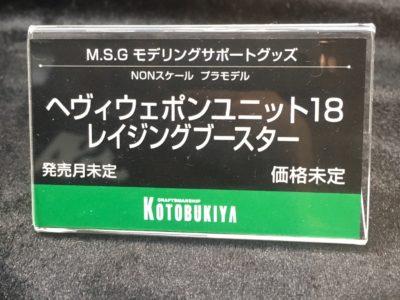 M.S.G モデリングサポートグッズ
NONスケール プラモデル
ヘヴィウェポンユニット18
レイジングブースター
発売月未定 価格未定
CRAFTSMANSHIP
KOTOBUKIYA